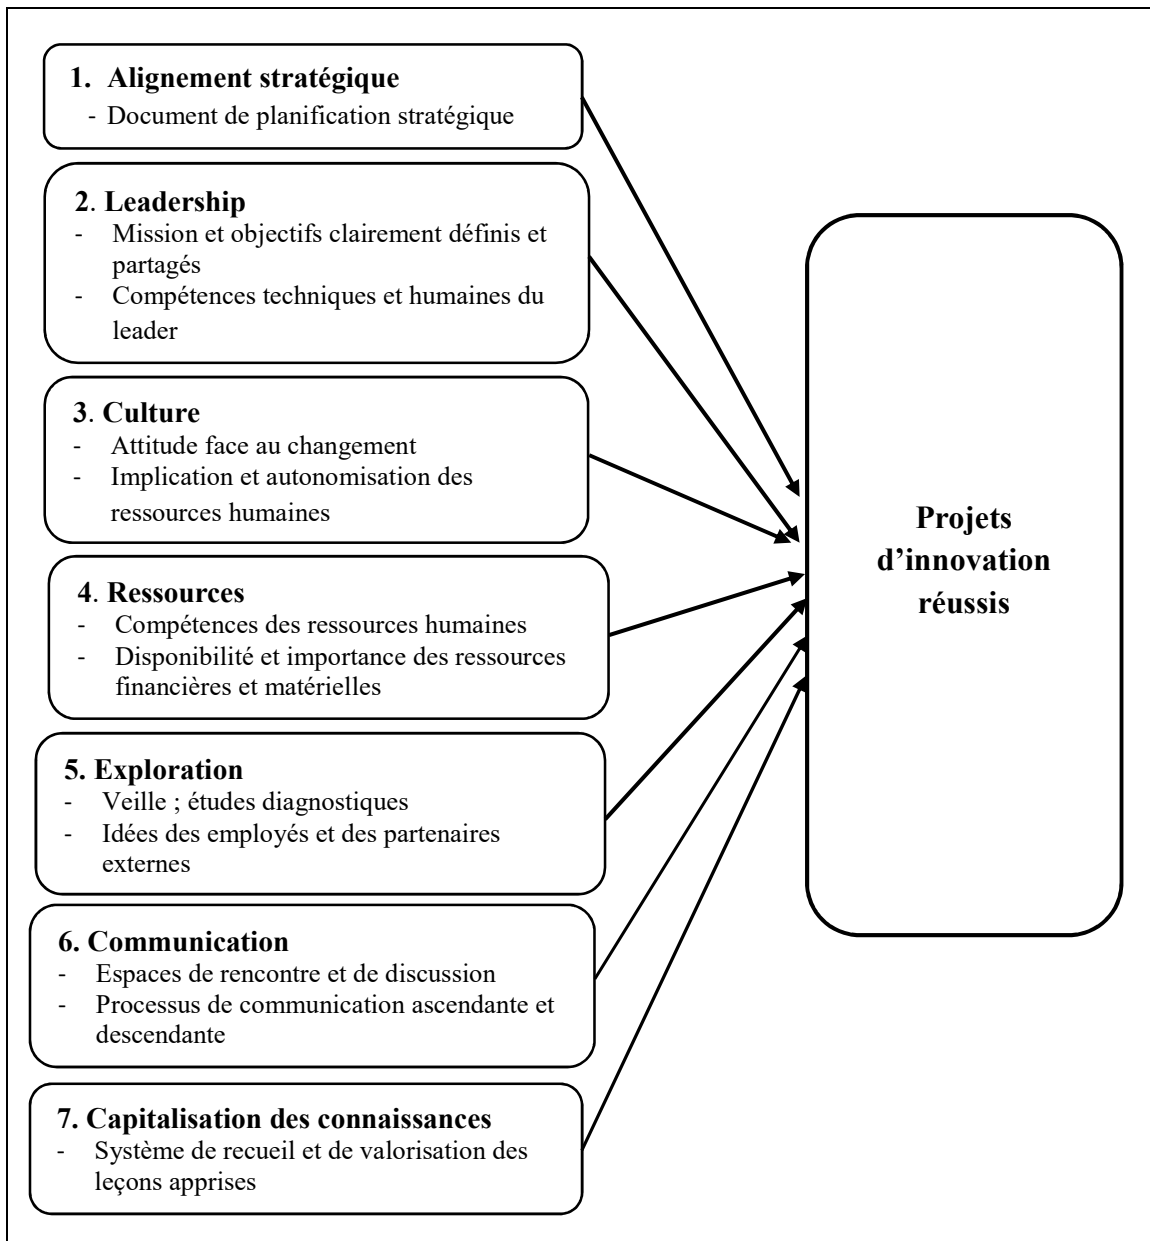 1. Alignement stratégique
- Document de planification stratégique
2. Leadership
- Mission et objectifs clairement définis et
partagés
- Compétences techniques et humaines du
leader
3. Culture
- Attitude face au changement
- Implication et autonomisation des
ressources humaines
4. Ressources
- Compétences des ressources humaines
- Disponibilité et importance des ressources
financières et matérielles
5. Exploration
- Veille ; études diagnostiques
- Idées des employés et des partenaires
externes
6. Communication
- Espaces de rencontre et de discussion
- Processus de communication ascendante et
descendante
7. Capitalisation des connaissances
- Système de recueil et de valorisation des
leçons apprises
Projets
d’innovation
réussis